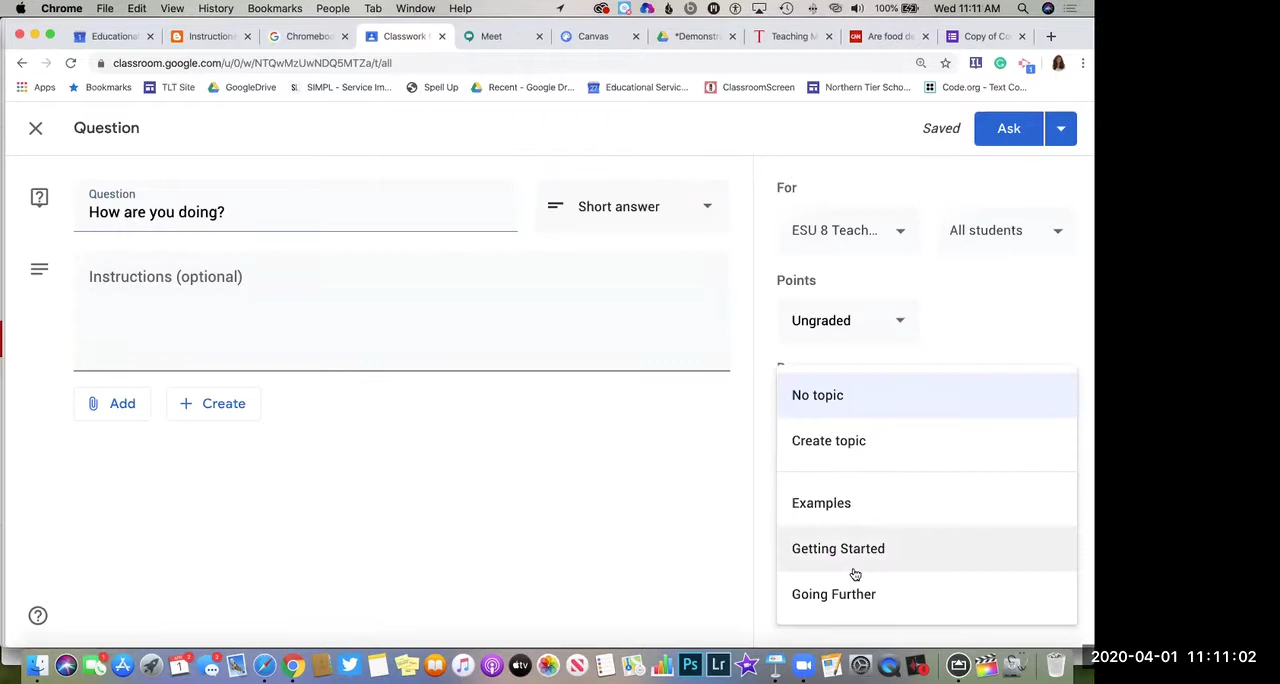 Chrome File Edit View History Bookmarks People Tab Window Help 100% Wed 11:11 AM
Educational Instruction Chromeboo Classwork Meet Canvas *Demonstra Teaching M Are food de Copy of Co
classroom.google.com/u/0/w/NTQwMzUwNDQ5MTZa/t/all
Apps Bookmarks TLT Site GoogleDrive SIMPL - Service Im... Spell Up Recent - Google Dr... Educational Servic... ClassroomScreen Northern Tier Scho... Code.org - Text Co...
Question
Saved
Ask
Question
How are you doing?
Short answer
Instructions (optional)
Add
Create
For
ESU 8 Teach...
All students
Points
Ungraded
No topic
Create topic
Examples
Getting Started
Going Further
2020-04-01 11:11:02